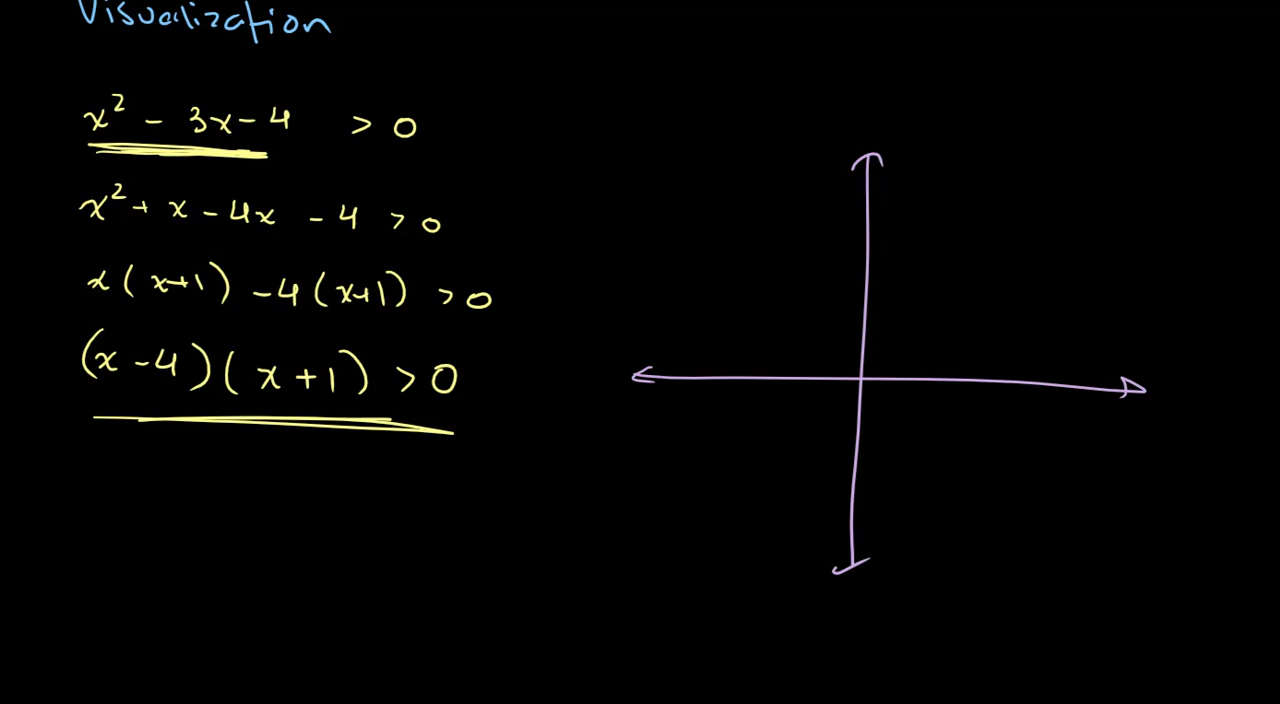 Visualization
x² - 3x - 4 > 0
x² + x - 4x - 4 > 0
x(x+1) - 4(x+1) > 0
(x - 4)(x + 1) > 0